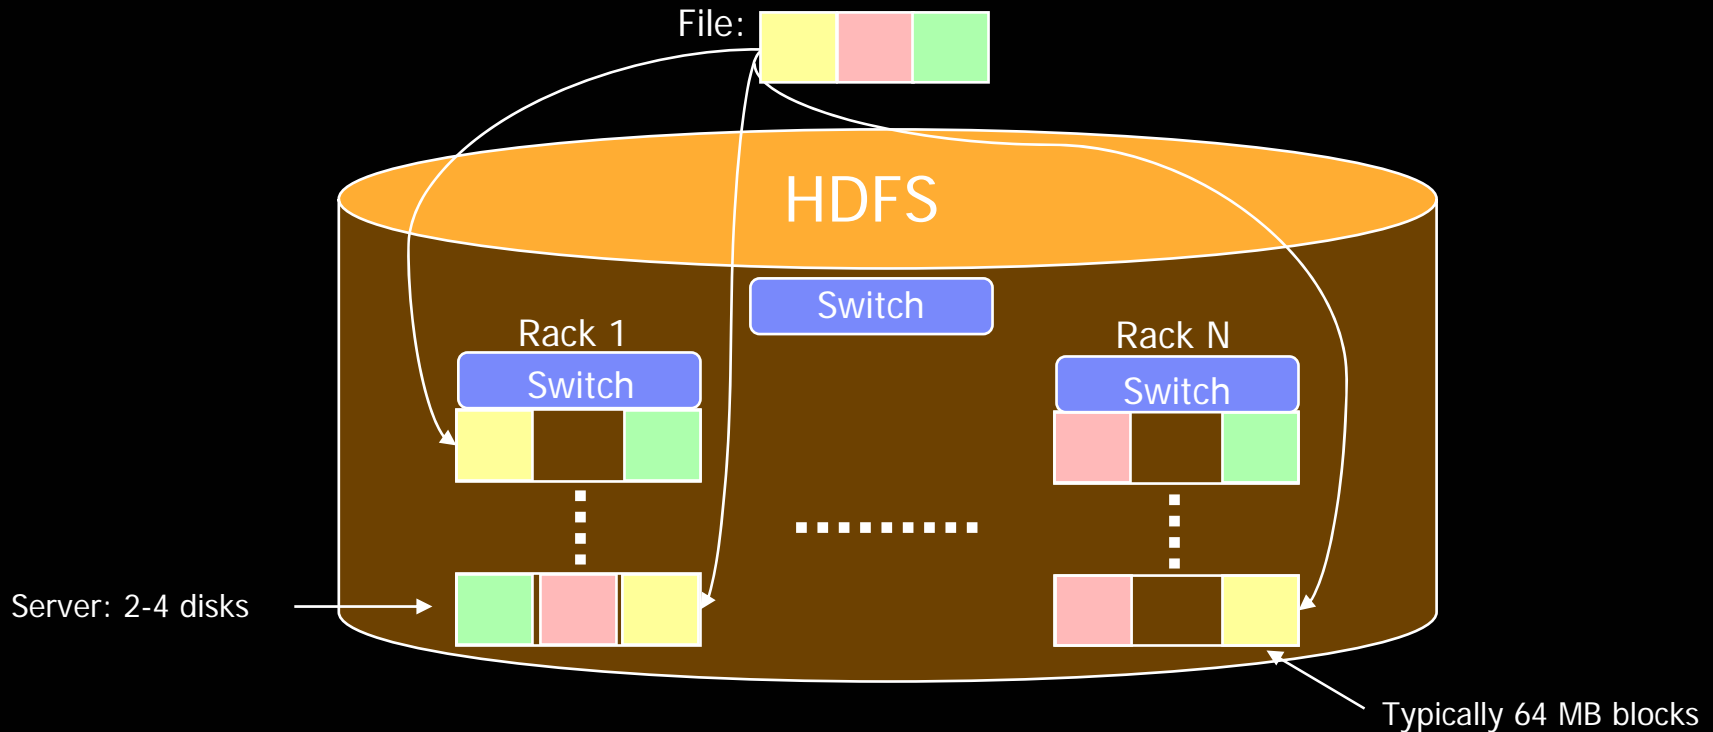 File:
HDFS
Switch
Rack 1
Switch
Rack N
Switch
Server: 2-4 disks
Typically 64 MB blocks